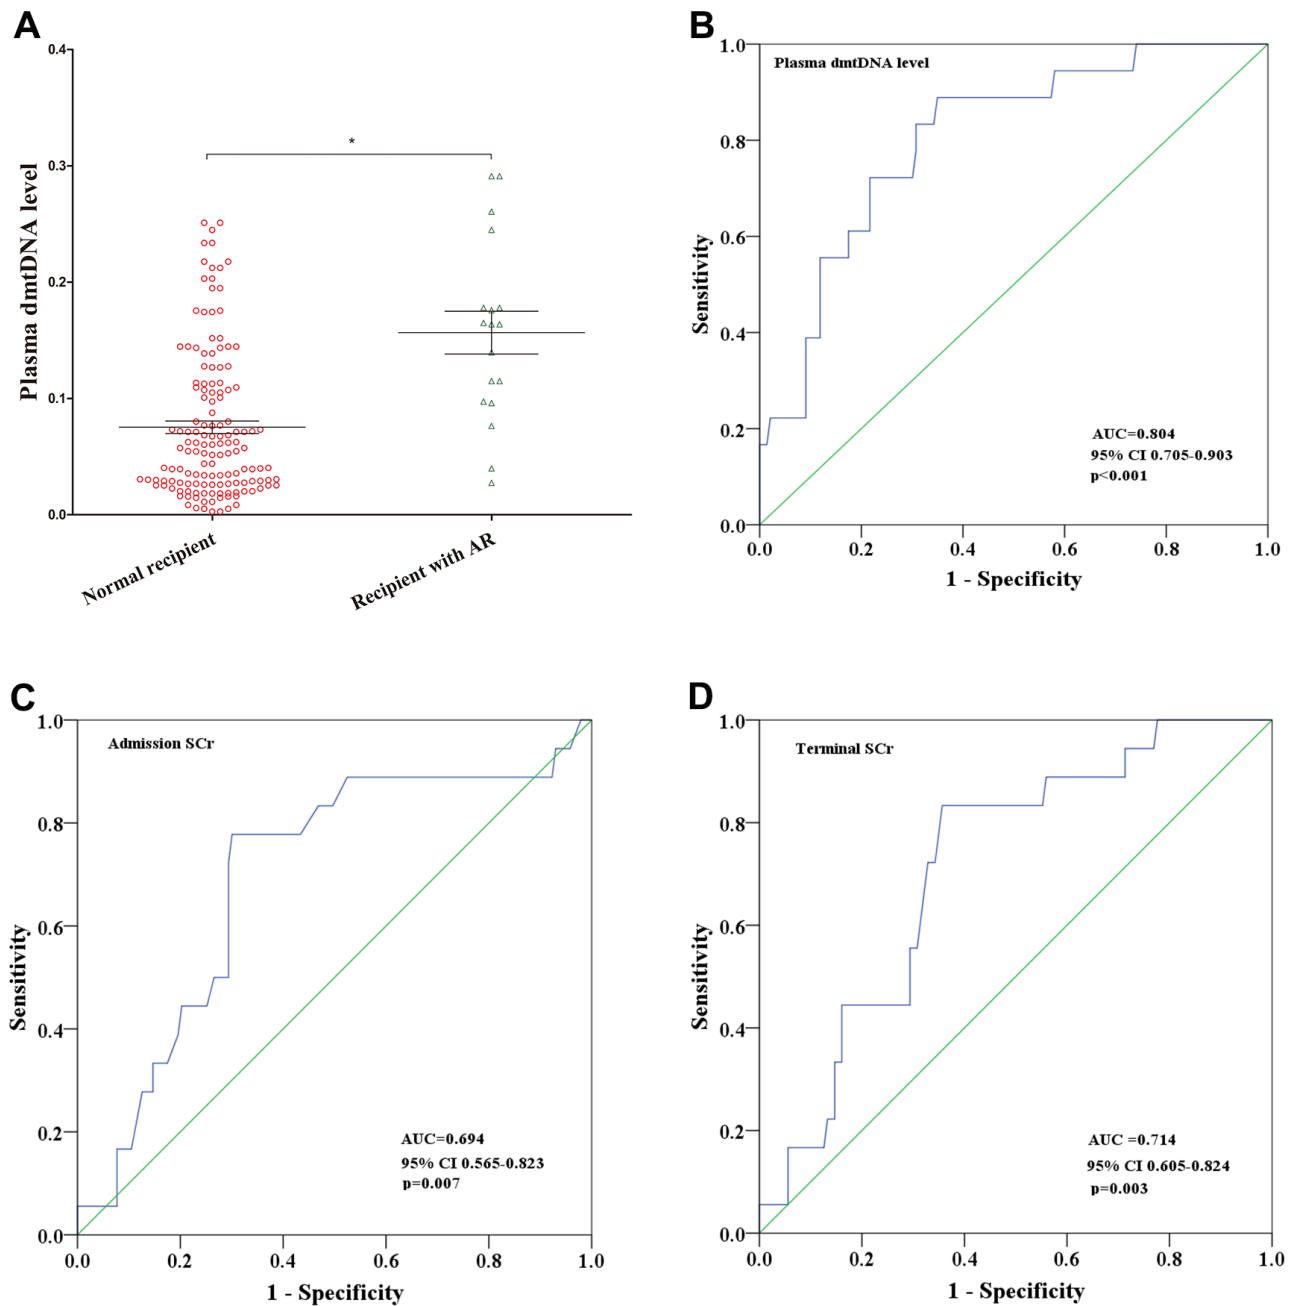 A
0.4
0.3
0.2
0.1
0.0
Plasma dmtDNA level
*
Normal recipient
Recipient with AR
B
Plasma dmtDNA level
1.0
0.8
0.6
0.4
0.2
0.0
Sensitivity
AUC=0.804
95% CI 0.705-0.903
p<0.001
0.0 0.2 0.4 0.6 0.8 1.0
1 - Specificity
C
Admission SCr
1.0
0.8
0.6
0.4
0.2
0.0
Sensitivity
AUC=0.694
95% CI 0.565-0.823
p=0.007
0.0 0.2 0.4 0.6 0.8 1.0
1 - Specificity
D
Terminal SCr
1.0
0.8
0.6
0.4
0.2
0.0
Sensitivity
AUC =0.714
95% CI 0.605-0.824
p=0.003
0.0 0.2 0.4 0.6 0.8 1.0
1 - Specificity